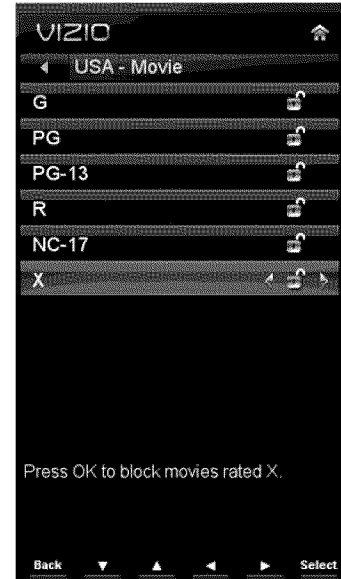 VIZIO
USA - Movie
G
PG
PG-13
R
NC-17
X
Press OK to block movies rated X.
Back Select